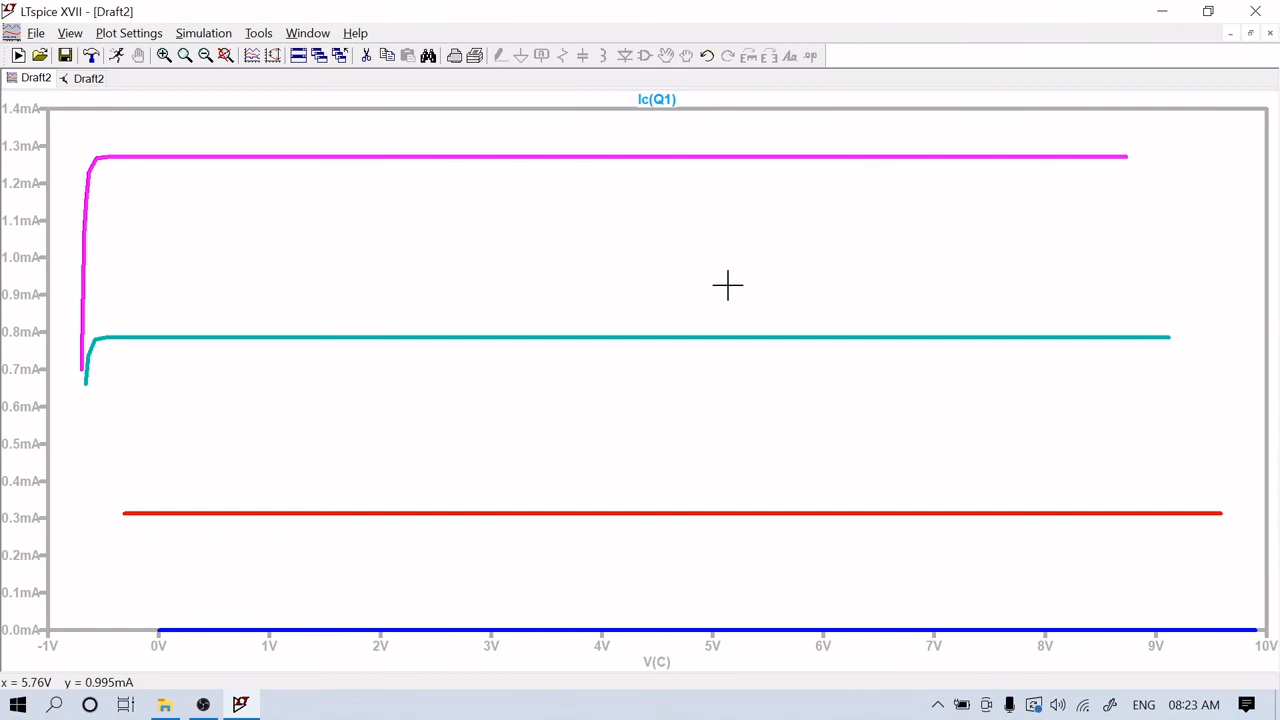 LTspice XVII - [Draft2]
File View Plot Settings Simulation Tools Window Help
Draft2 Draft2
Ic(Q1)
1.4mA
1.3mA
1.2mA
1.1mA
1.0mA
0.9mA
0.8mA
0.7mA
0.6mA
0.5mA
0.4mA
0.3mA
0.2mA
0.1mA
0.0mA
-1V 0V 1V 2V 3V 4V 5V 6V 7V 8V 9V 10V
V(C)
x = 5.76V y = 0.995mA
ENG 08:23 AM